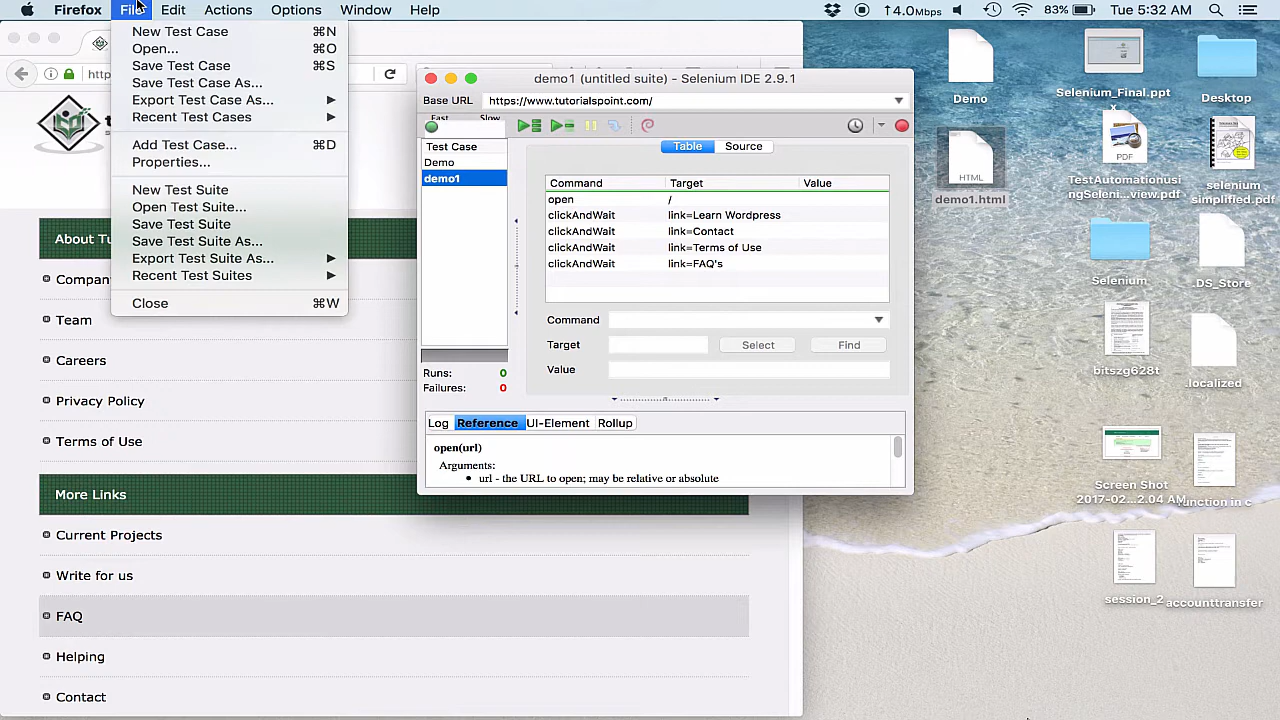 Firefox File Edit Actions Options Window Help 4.0Mbps 83% Tue 5:32 AM
New Test Case ⌘N
Open... ⌘O
Save Test Case ⌘S
Save Test Case As...
Export Test Case As...
Recent Test Cases
Add Test Case... ⌘D
Properties...
New Test Suite
Open Test Suite
Save Test Suite
Save Test Suite As...
Export Test Suite As...
Recent Test Suites
Close ⌘W
http
About Tu
Compan
Team
Careers
Privacy Policy
Terms of Use
More Links
Current Projects
Write for us
FAQ
Helping
Contact
demo1 (untitled suite) - Selenium IDE 2.9.1
Base URL https://www.tutorialspoint.com/
Fast Slow
Test Case
Demo
demo1
Table Source
Command Target Value
open /
clickAndWait link=Learn Wordpress
clickAndWait link=Contact
clickAndWait link=Terms of Use
clickAndWait link=FAQ's
Command
Target Select Find
Value
Runs: 0
Failures: 0
Log Reference UI-Element Rollup
open(url)
Arguments:
url - URL to open; may be relative or absolute
Demo
Selenium_Final.ppt
x
Desktop
HTML
demo1.html
PDF
TestAutomationusi
ngSeleni...view.pdf
selenium
simplified.pdf
Selenium
.DS_Store
bitszg628t
.localized
Screen Shot
2017-02...2.04 AM
function in c
session_2
accounttransfer